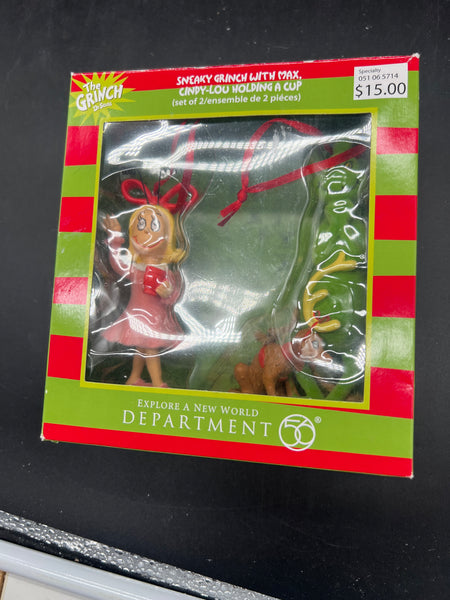 The
GRINCH
Dr. Seuss
SNEAKY GRINCH WITH MAX,
CINDY-LOU HOLDING A CUP
(set of 2/ensemble de 2 piéces)
Specialty
051 06 5714
$15.00
EXPLORE A NEW WORLD
DEPARTMENT 56®